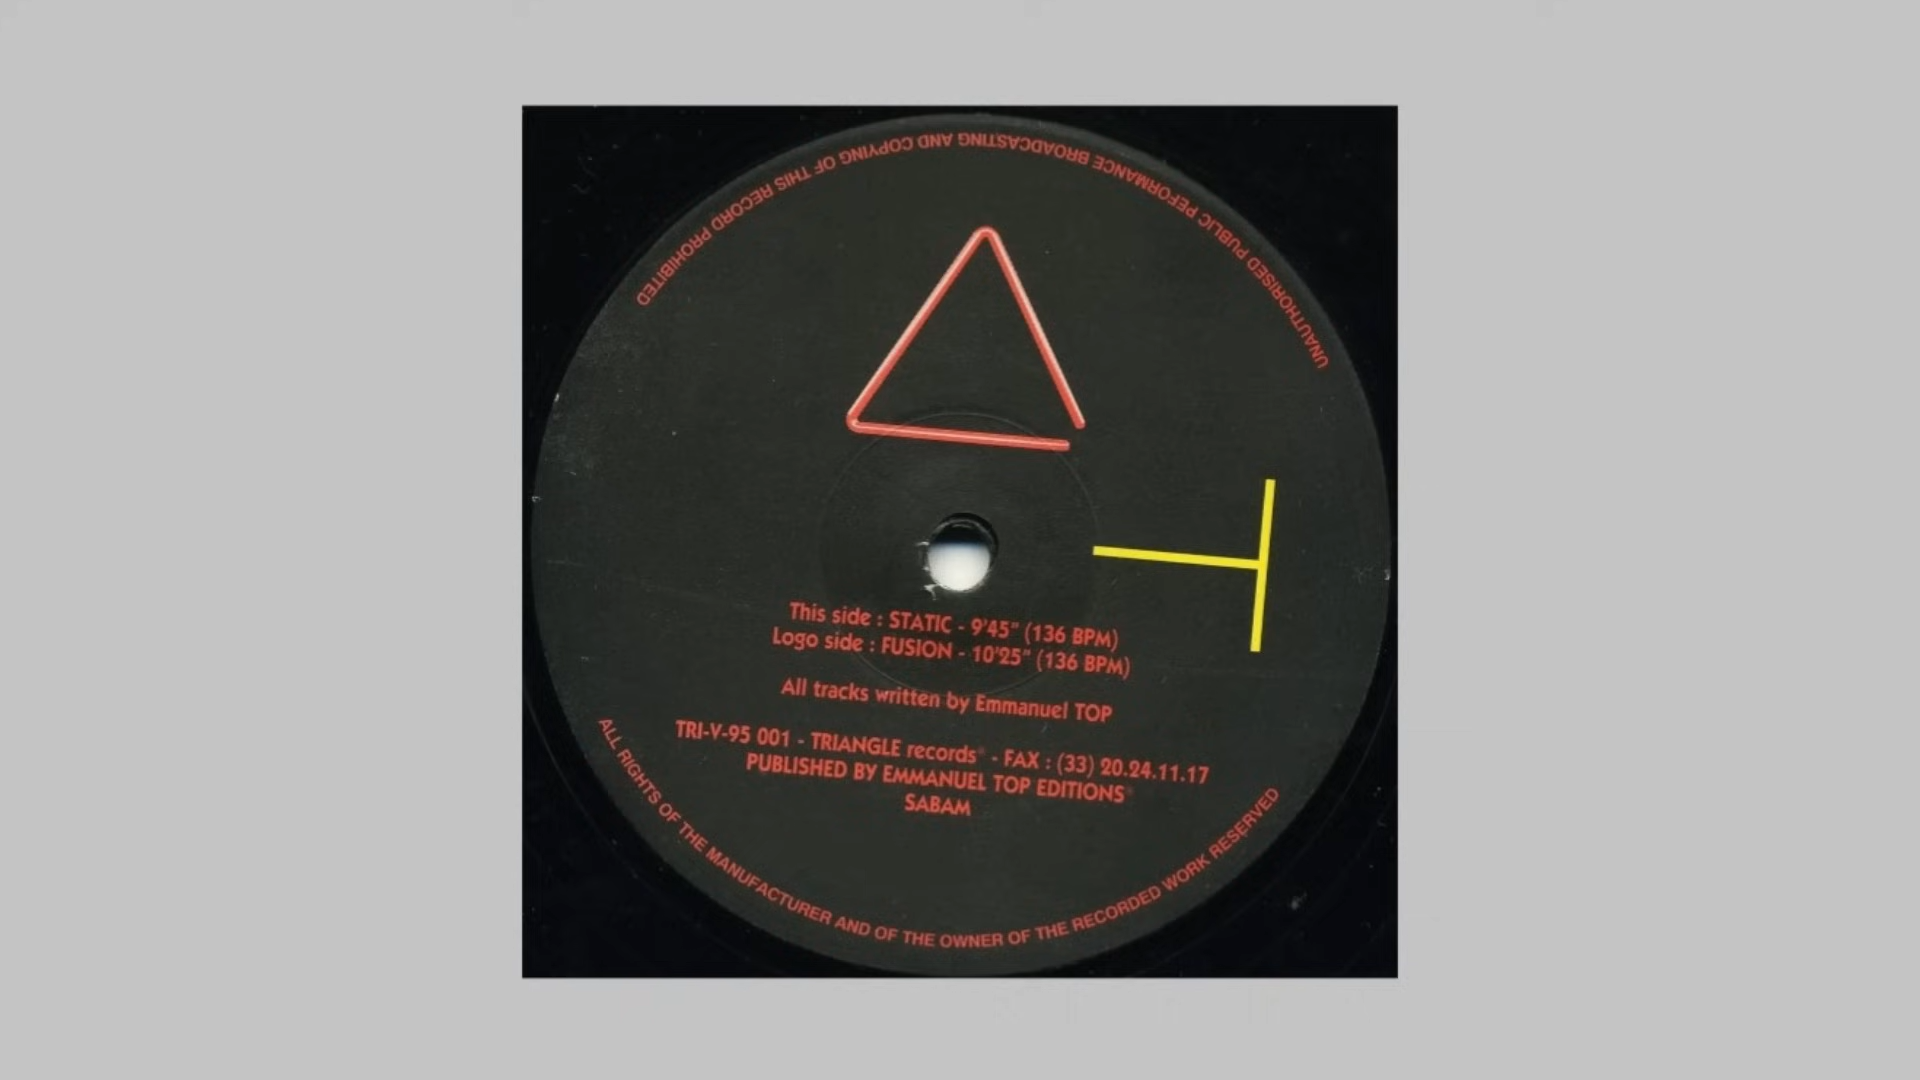 UNAUTHORISED PUBLIC PEFORMANCE BROADCASTING AND COPYING OF THIS RECORD PROHIBITED
This side : STATIC - 9'45" (136 BPM)
Logo side : FUSION - 10'25" (136 BPM)
All tracks written by Emmanuel TOP
TRI-V-95 001 - TRIANGLE records® - FAX : (33) 20.24.11.17
PUBLISHED BY EMMANUEL TOP EDITIONS®
SABAM
ALL RIGHTS OF THE MANUFACTURER AND OF THE OWNER OF THE RECORDED WORK RESERVED